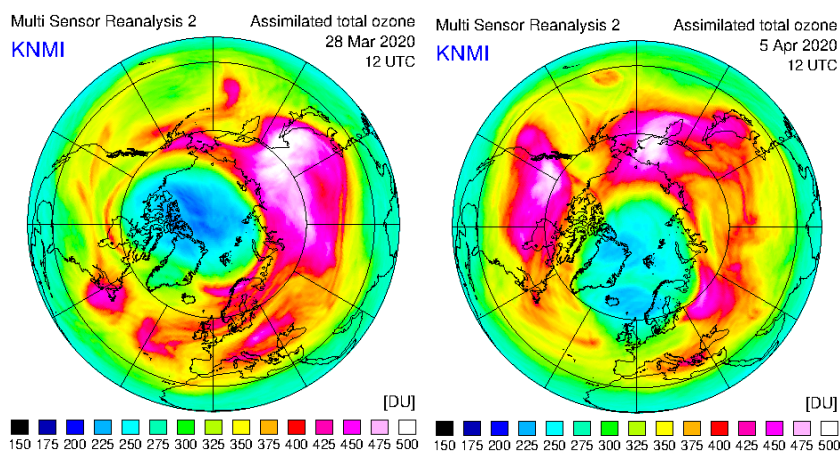 Multi Sensor Reanalysis 2
Assimilated total ozone
KNMI
28 Mar 2020
12 UTC
[DU]
150 175 200 225 250 275 300 325 350 375 400 425 450 475 500
Multi Sensor Reanalysis 2
Assimilated total ozone
KNMI
5 Apr 2020
12 UTC
[DU]
150 175 200 225 250 275 300 325 350 375 400 425 450 475 500